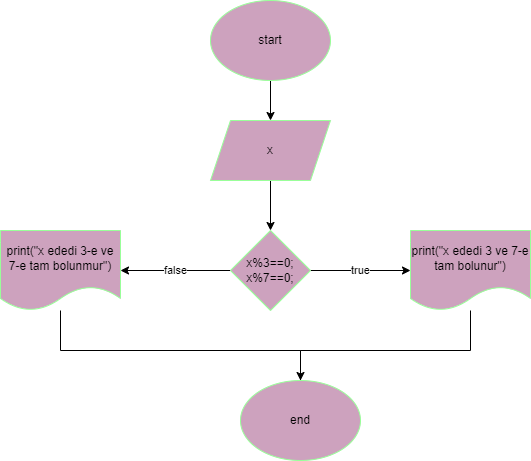 start
x
print("x ededi 3-e ve
7-e tam bolunmur")
false
x%3==0;
x%7==0;
true
print("x ededi 3 ve 7-e
tam bolunur")
end